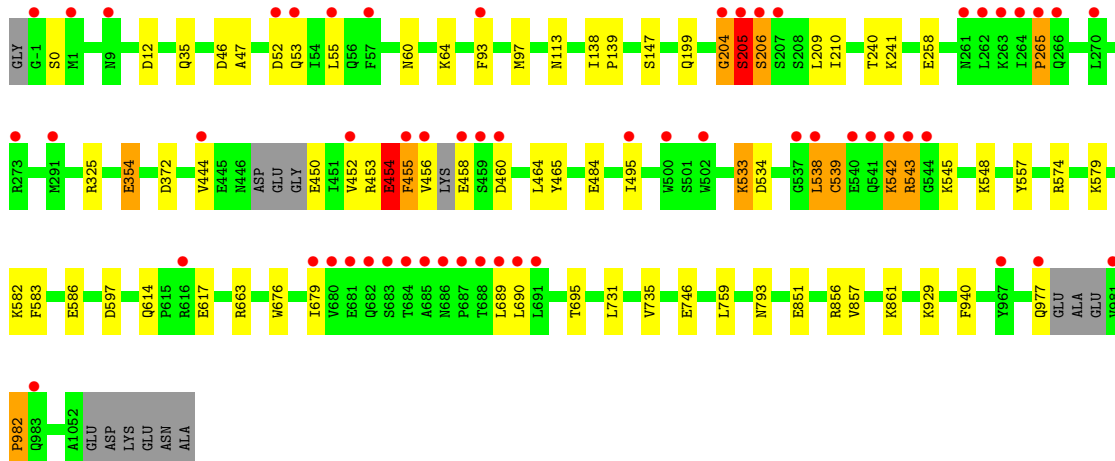 GLY G-1 S0 M1 N9 D12 Q35 D46 A47 D52 Q53 I54 L55 Q56 F57 N60 K64 F93 M97 N113 I138 P139 S147 Q199 G204 S205 S206 S207 S208 L209 I210 T240 K241 E258 N261 L262 K263 I264 P265 Q266 L270
R273 M291 R325 E354 D372 V444 E445 N446 ASP GLU GLY E450 I451 V452 R453 E454 F455 V456 LYS E458 S459 D460 L464 Y465 E484 I495 W500 S501 W502 K533 D534 G537 L538 C539 E540 Q541 K542 R543 G544 K545 K548 Y557 R574 K579
K582 F583 E586 D597 Q614 P615 R616 E617 R663 W676 I679 V680 E681 Q682 S683 T684 A685 N686 P687 T688 L689 L690 L691 T695 L731 V735 E746 L759 N793 E851 R856 V857 K861 K929 F940 Y967 Q977 GLU ALA GLU V981
P982 Q983 A1052 GLU ASP LYS GLU ASN ALA